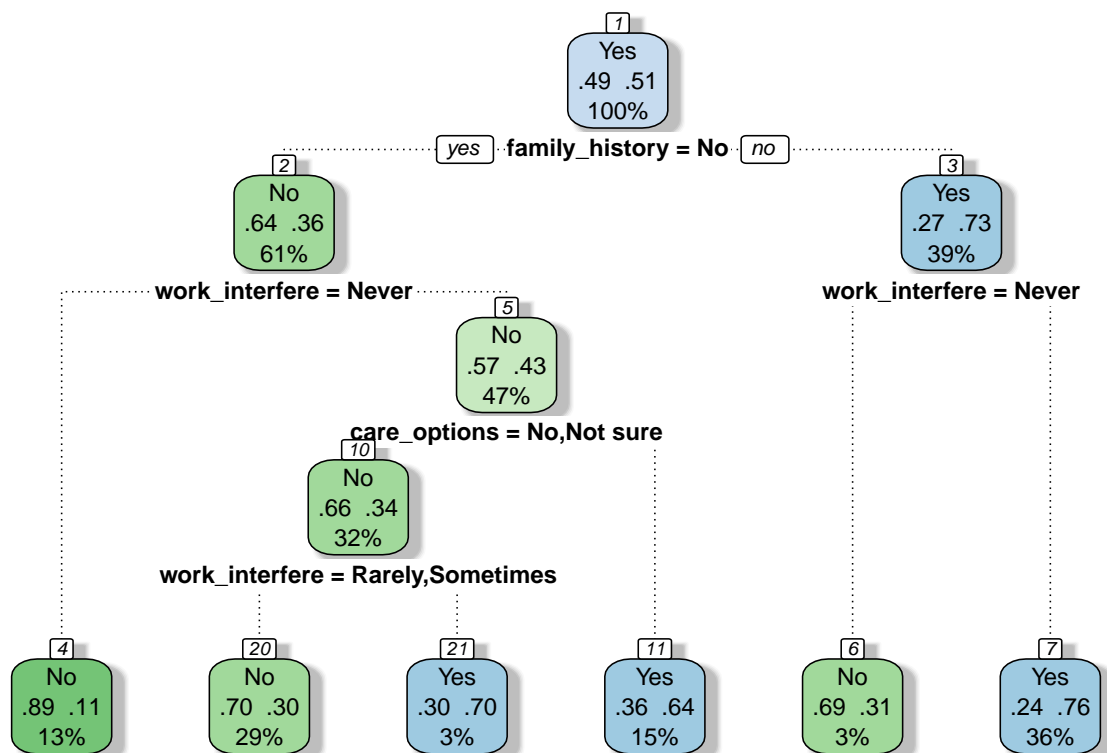 1
Yes
.49 .51
100%
yes family_history = No no
2
No
.64 .36
61%
3
Yes
.27 .73
39%
work_interfere = Never
work_interfere = Never
5
No
.57 .43
47%
care_options = No,Not sure
10
No
.66 .34
32%
work_interfere = Rarely,Sometimes
4
No
.89 .11
13%
20
No
.70 .30
29%
21
Yes
.30 .70
3%
11
Yes
.36 .64
15%
6
No
.69 .31
3%
7
Yes
.24 .76
36%